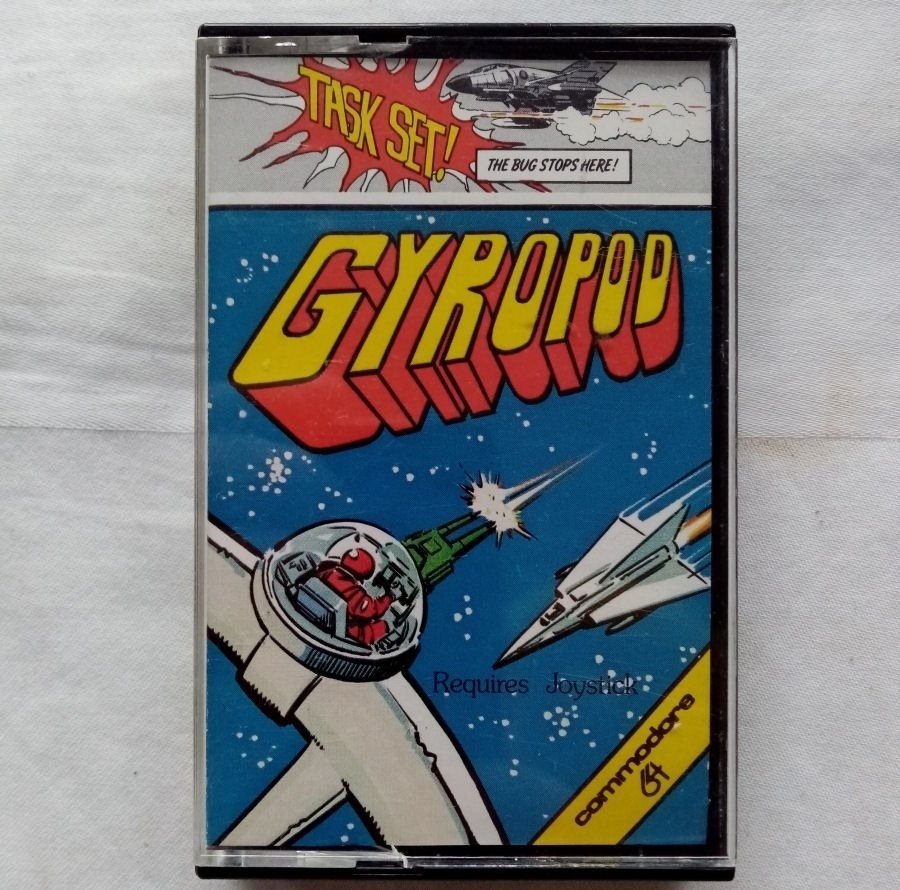 TASK SET!
THE BUG STOPS HERE!
GYROPOD
Requires Joystick
commodore
64